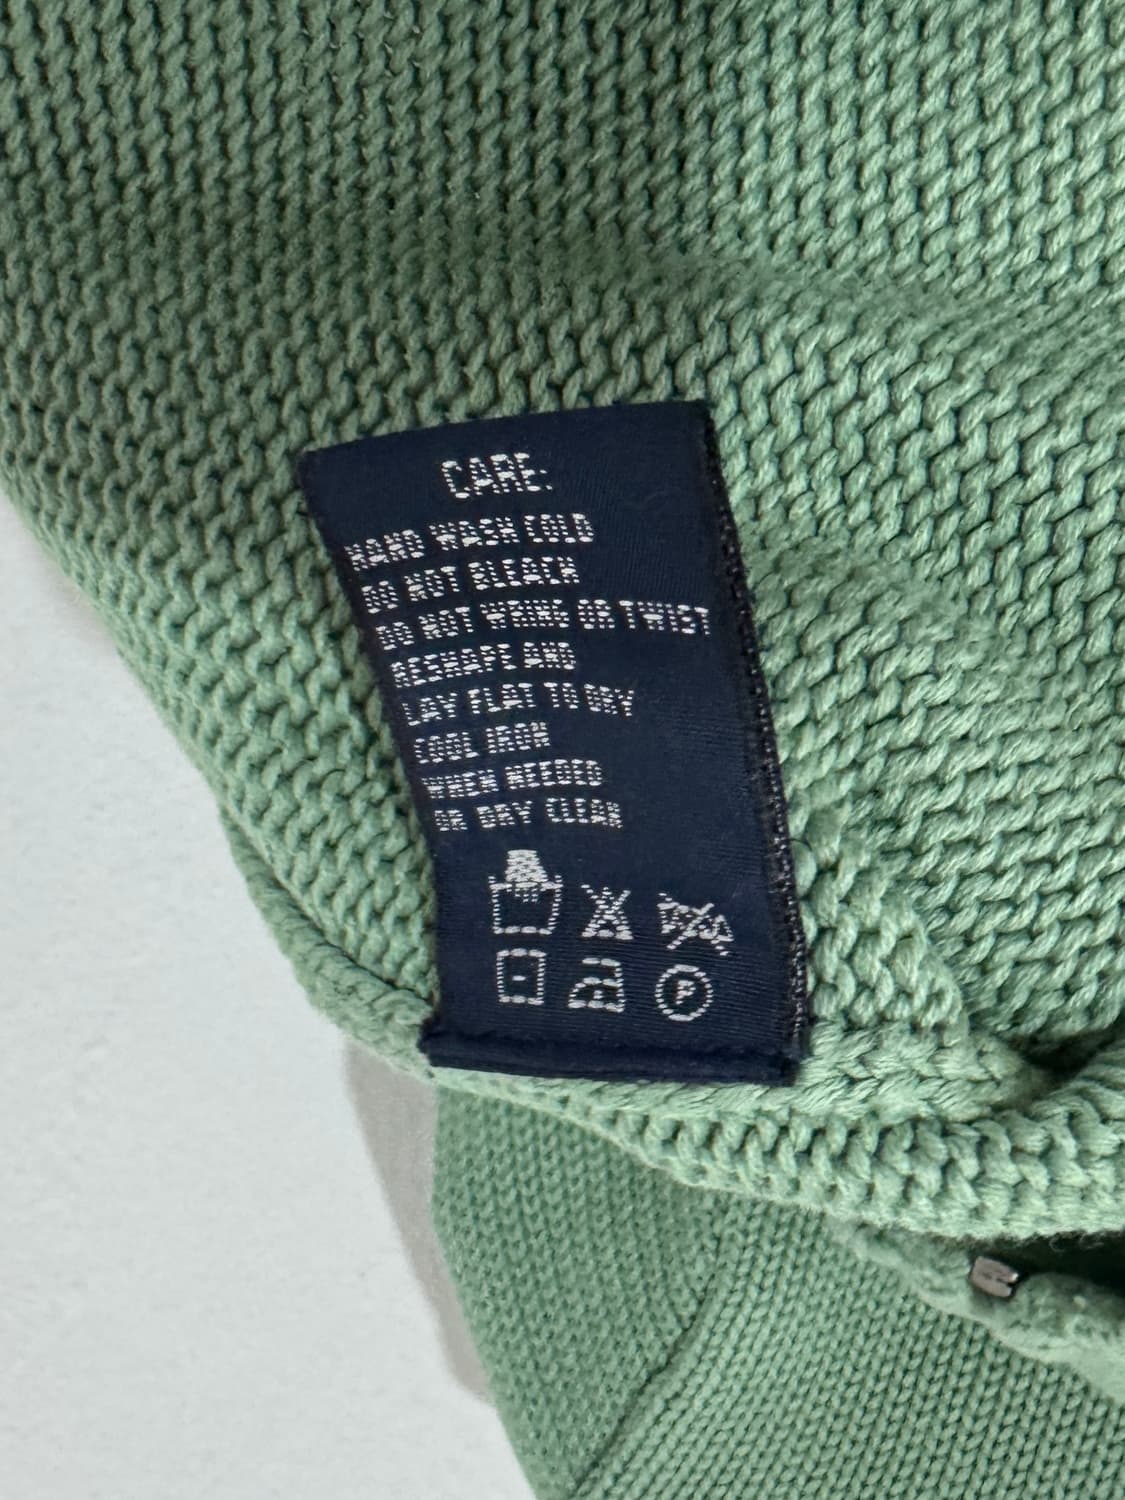 CARE:
HAND WASH COLD
DO NOT BLEACH
DO NOT WRING OR TWIST
RESHAPE AND
LAY FLAT TO DRY
COOL IRON
WHEN NEEDED
OR DRY CLEAN
P